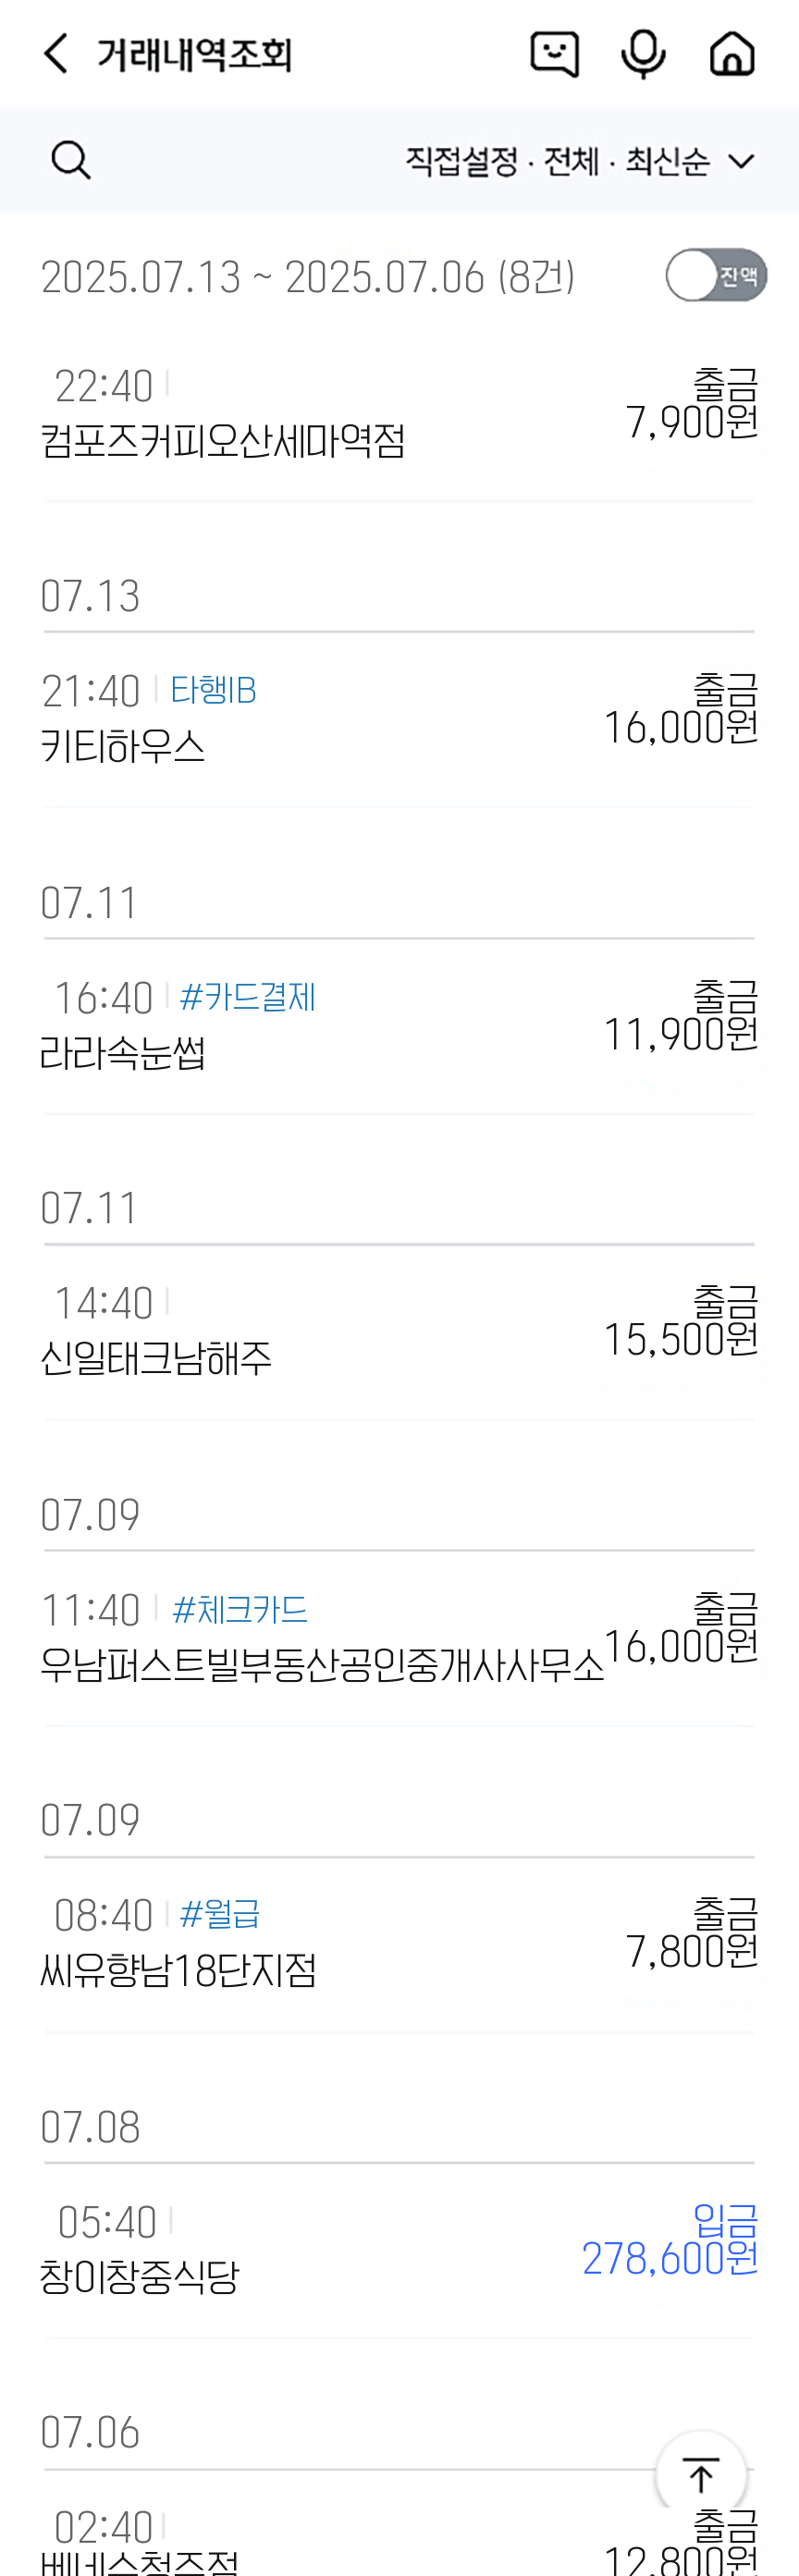 거래내역조회
직접설정 · 전체 · 최신순
2025.07.13 ~ 2025.07.06 (8건)
잔액
22:40
출금
컴포즈커피오산세마역점
7,900원
07.13
21:40 타행IB
출금
키티하우스
16,000원
07.11
16:40 #카드결제
출금
라라속눈썹
11,900원
07.11
14:40
출금
신일태크남해주
15,500원
07.09
11:40 #체크카드
출금
우남퍼스트빌부동산공인중개사사무소
16,000원
07.09
08:40 #월급
출금
씨유향남18단지점
7,800원
07.08
05:40
입금
창이창중식당
278,600원
07.06
02:40
출금
베네스청주점
12,800원